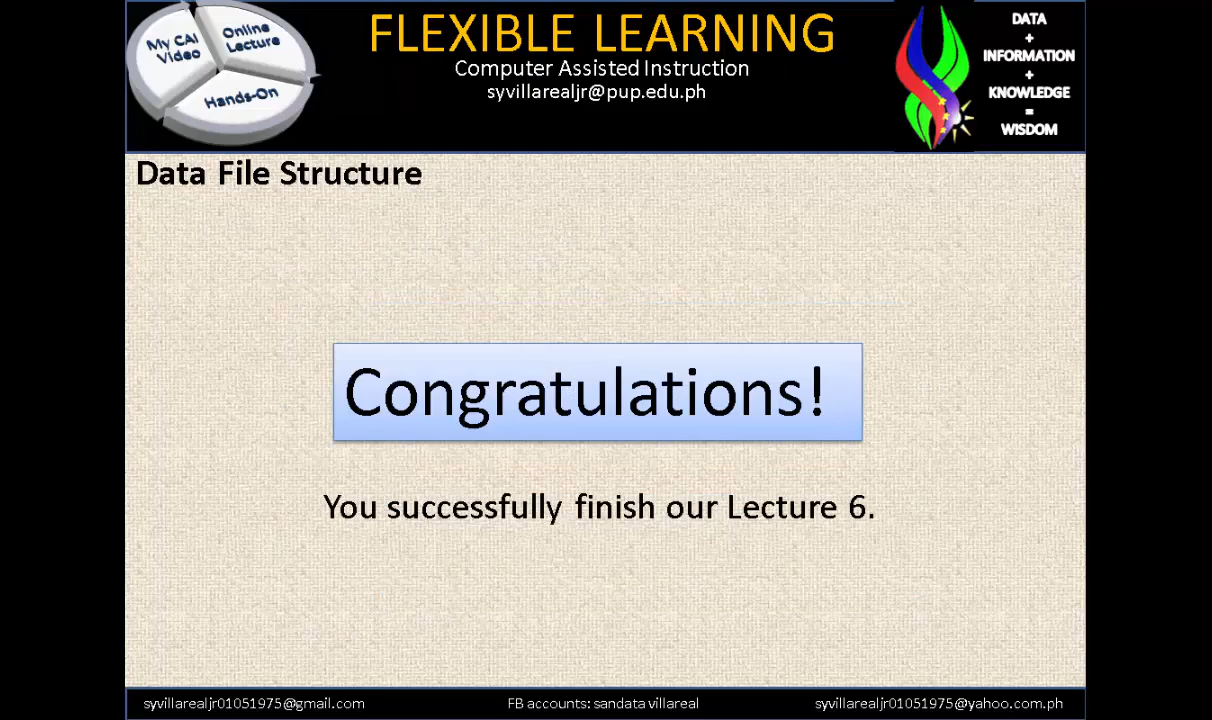 My CAI
Video
Online
Lecture
Hands-On
FLEXIBLE LEARNING
Computer Assisted Instruction
syvillarealjr@pup.edu.ph
DATA
+
INFORMATION
+
KNOWLEDGE
=
WISDOM
Data File Structure
Congratulations!
You successfully finish our Lecture 6.
syvillarealjr01051975@gmail.com
FB accounts: sandata villareal
syvillarealjr01051975@yahoo.com.ph